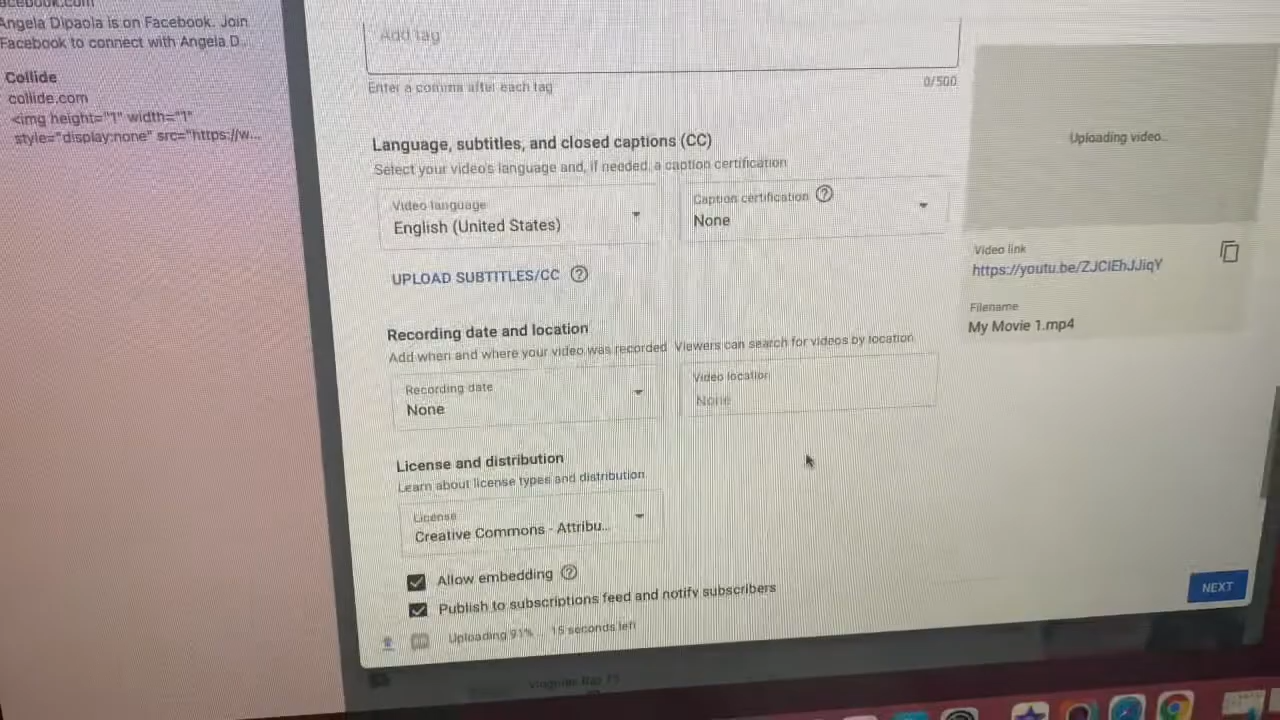 acebook.com
Angela Dipaola is on Facebook. Join
Facebook to connect with Angela D...
Collide
collide.com
<img height="1" width="1"
style="display:none" src="https://w...
Add tag
Enter a comma after each tag
0/500
Language, subtitles, and closed captions (CC)
Select your video's language and, if needed, a caption certification
Video language
English (United States)
Caption certification
None
UPLOAD SUBTITLES/CC
Recording date and location
Add when and where your video was recorded. Viewers can search for videos by location
Recording date
None
Video location
None
License and distribution
Learn about license types and distribution
License
Creative Commons - Attribu...
Allow embedding
Publish to subscriptions feed and notify subscribers
Uploading 91% ... 15 seconds left
Uploading video...
Video link
https://youtu.be/ZJCIEhJJiqY
Filename
My Movie 1.mp4
NEXT